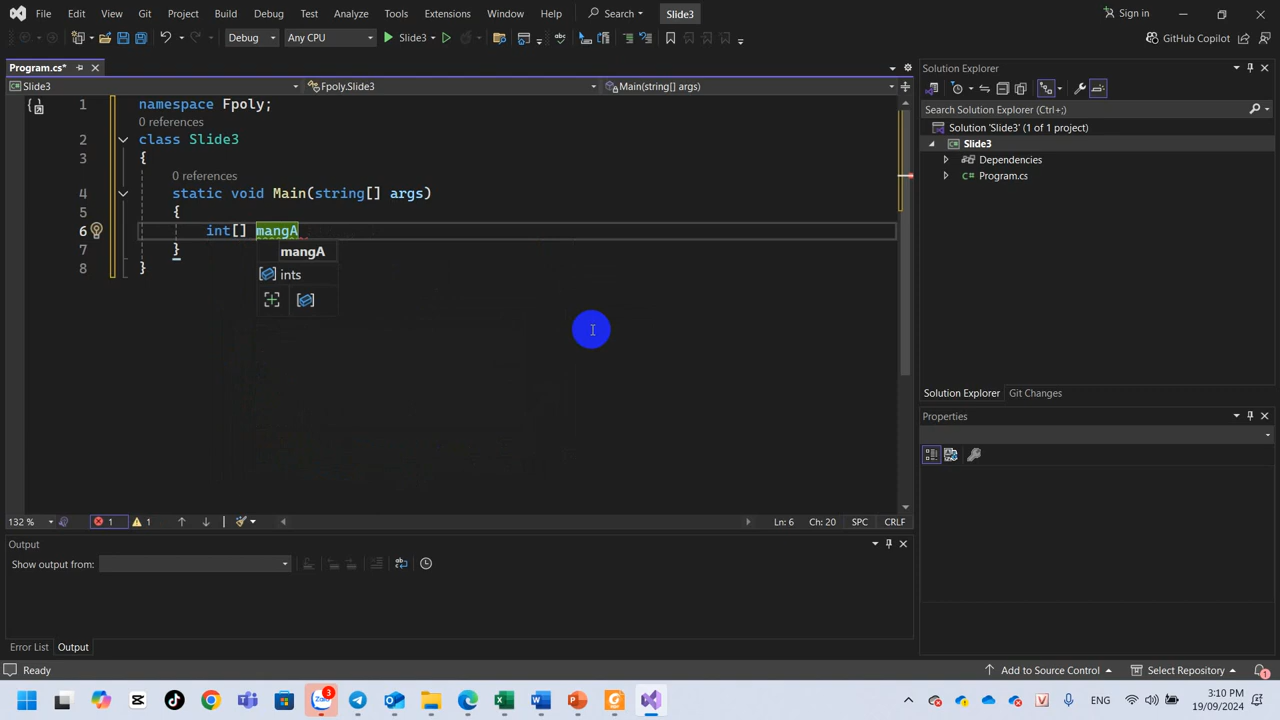 File Edit View Git Project Build Debug Test Analyze Tools Extensions Window Help Search Slide3 Sign in
Debug Any CPU Slide3 GitHub Copilot
Program.cs*
Slide3 Fpoly.Slide3 Main(string[] args)
1 namespace Fpoly;
0 references
2 class Slide3
3 {
0 references
4 static void Main(string[] args)
5 {
6 int[] mangA
7 }
8 }
mangA
ints
132 % 1 1 Ln: 6 Ch: 20 SPC CRLF
Output
Show output from:
Error List Output
Solution Explorer
Search Solution Explorer (Ctrl+;)
Solution 'Slide3' (1 of 1 project)
Slide3
Dependencies
Program.cs
Solution Explorer Git Changes
Properties
Ready Add to Source Control Select Repository 1
Zalo 3 ENG 3:10 PM
19/09/2024